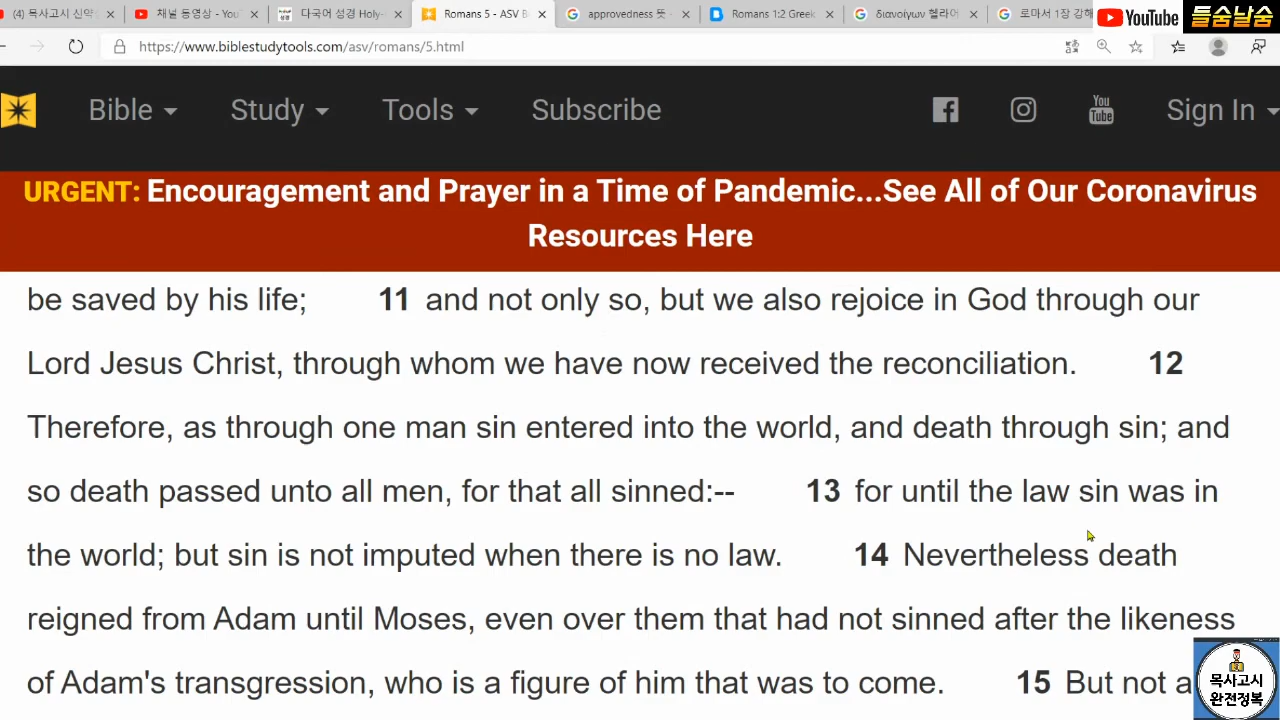 (4) 목사고시 신약
채널 동영상 - You
다국어 성경 Holy-
Romans 5 - ASV B
approvedness 뜻
Romans 1:2 Greek
διανοίγων 헬라어
로마서 1장 강해
YouTube
들숨날숨
https://www.biblestudytools.com/asv/romans/5.html
Bible
Study
Tools
Subscribe
You
Tube
Sign In
URGENT: Encouragement and Prayer in a Time of Pandemic...See All of Our Coronavirus
Resources Here
be saved by his life; 11 and not only so, but we also rejoice in God through our
Lord Jesus Christ, through whom we have now received the reconciliation. 12
Therefore, as through one man sin entered into the world, and death through sin; and
so death passed unto all men, for that all sinned:-- 13 for until the law sin was in
the world; but sin is not imputed when there is no law. 14 Nevertheless death
reigned from Adam until Moses, even over them that had not sinned after the likeness
of Adam's transgression, who is a figure of him that was to come. 15 But not a
목사고시
완전정복